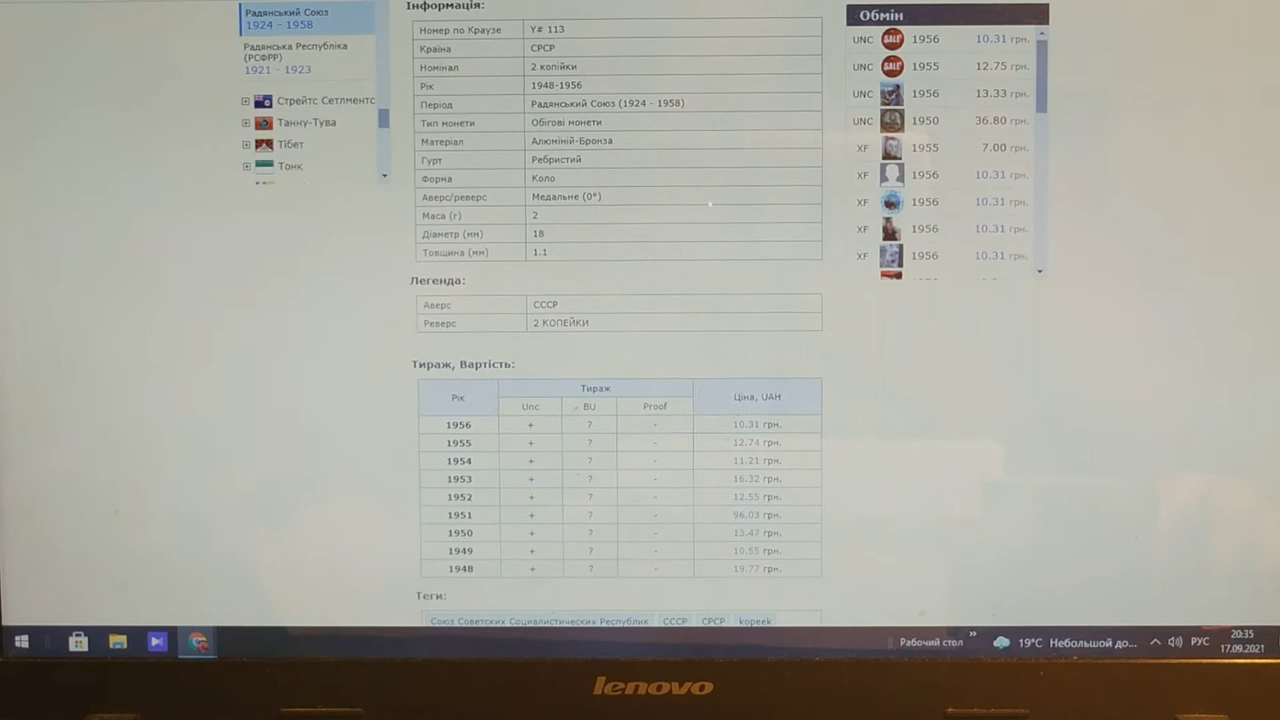 Радянський Союз
1924 - 1958
Радянська Республіка
(РСФРР)
1921 - 1923
Стрейтс Сетлментс
Танну-Тува
Тібет
Тонк
Інформація:
Номер по Краузе Y# 113
Країна СРСР
Номінал 2 копійки
Рік 1948-1956
Період Радянський Союз (1924 - 1958)
Тип монети Обігові монети
Матеріал Алюміній-Бронза
Гурт Ребристий
Форма Коло
Аверс/реверс Медальне (0°)
Маса (г) 2
Діаметр (мм) 18
Товщина (мм) 1.1
Легенда:
Аверс СССР
Реверс 2 КОПЕЙКИ
Тираж, Вартість:
Рік Тираж Ціна, UAH
Unc BU Proof
1956 + ? - 10.31 грн.
1955 + ? - 12.74 грн.
1954 + ? - 11.21 грн.
1953 + ? - 16.32 грн.
1952 + ? - 12.55 грн.
1951 + ? - 96.03 грн.
1950 + ? - 13.47 грн.
1949 + ? - 10.55 грн.
1948 + ? - 19.77 грн.
Теги:
Союз Советских Социалистических Республик СССР СРСР kopeek
Обмін
UNC SALE 1956 10.31 грн.
UNC SALE 1955 12.75 грн.
UNC 1956 13.33 грн.
UNC 1950 36.80 грн.
XF 1955 7.00 грн.
XF 1956 10.31 грн.
XF 1956 10.31 грн.
XF 1956 10.31 грн.
XF 1956 10.31 грн.
Рабочий стол » 19°C Небольшой до... РУС 20:35
17.09.2021
lenovo